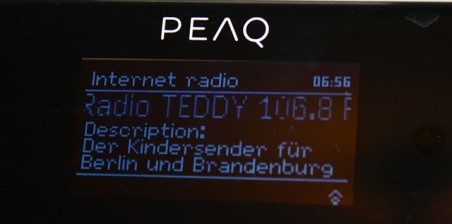 PEAQ
Internet radio 06:56
Radio TEDDY 106.8 F
Description:
Der Kindersender für
Berlin und Brandenburg